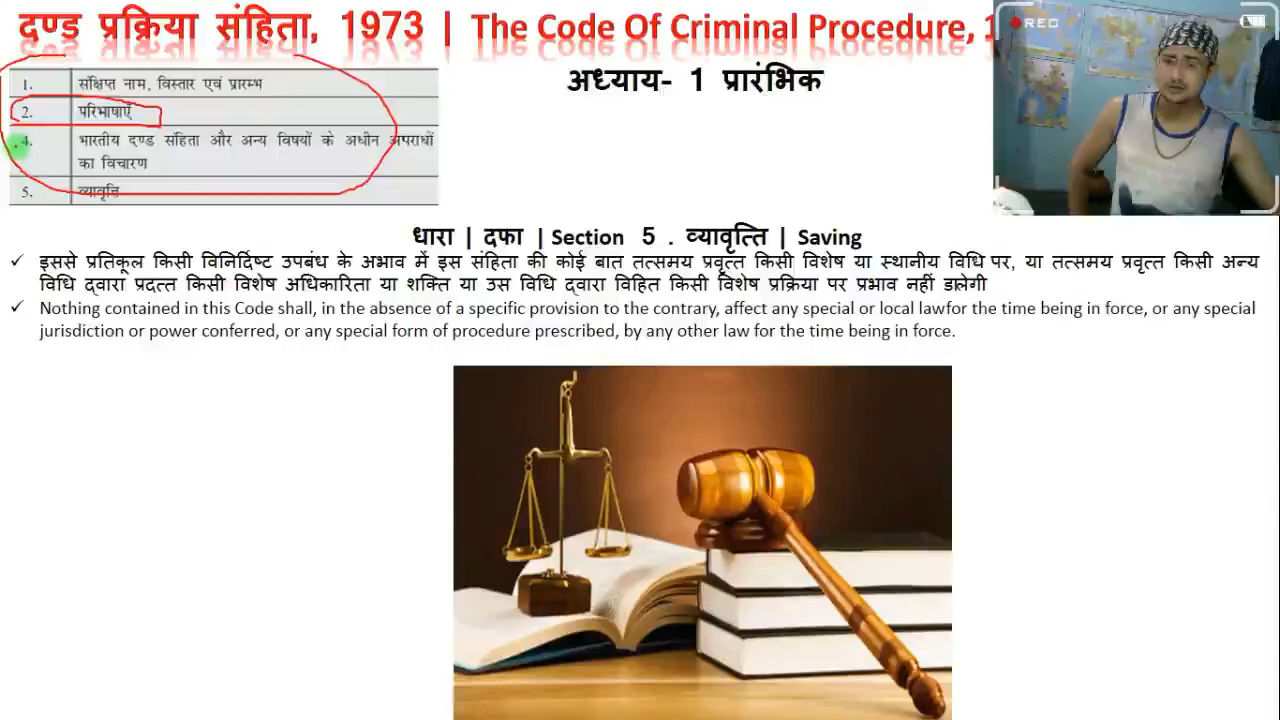 दण्ड प्रक्रिया संहिता, 1973 | The Code Of Criminal Procedure, 1
REC
अध्याय- 1 प्रारंभिक
1. संक्षिप्त नाम, विस्तार एवं प्रारम्भ
2. परिभाषाएँ
4. भारतीय दण्ड संहिता और अन्य विषयों के अधीन अपराधों
का विचारण
5. व्यावृत्ति
धारा | दफा | Section 5 . व्यावृत्ति | Saving
✓ इससे प्रतिकूल किसी विनिर्दिष्ट उपबंध के अभाव में इस संहिता की कोई बात तत्समय प्रवृत्त किसी विशेष या स्थानीय विधि पर, या तत्समय प्रवृत्त किसी अन्य
विधि द्वारा प्रदत्त किसी विशेष अधिकारिता या शक्ति या उस विधि द्वारा विहित किसी विशेष प्रक्रिया पर प्रभाव नहीं डालेगी
✓ Nothing contained in this Code shall, in the absence of a specific provision to the contrary, affect any special or local lawfor the time being in force, or any special
jurisdiction or power conferred, or any special form of procedure prescribed, by any other law for the time being in force.